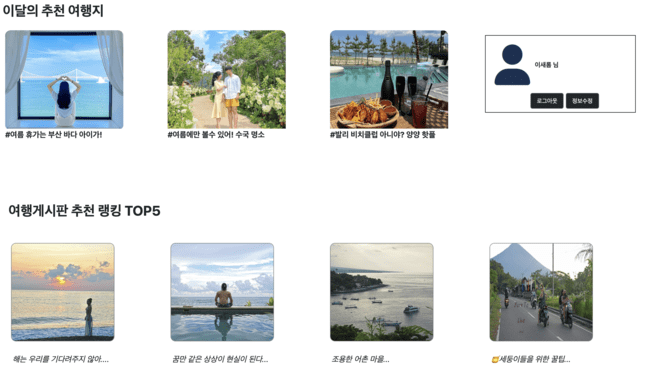 이달의 추천 여행지
#여름 휴가는 부산 바다 아이가!
#여름에만 볼수 있어! 수국 명소
#발리 비치클럽 아니야? 양양 핫플
이새롬 님
로그아웃 정보수정
여행게시판 추천 랭킹 TOP5
해는 우리를 기다려주지 않아....
꿈만 같은 상상이 현실이 된다...
조용한 어촌 마을...
🥁세둥이들을 위한 꿀팁...